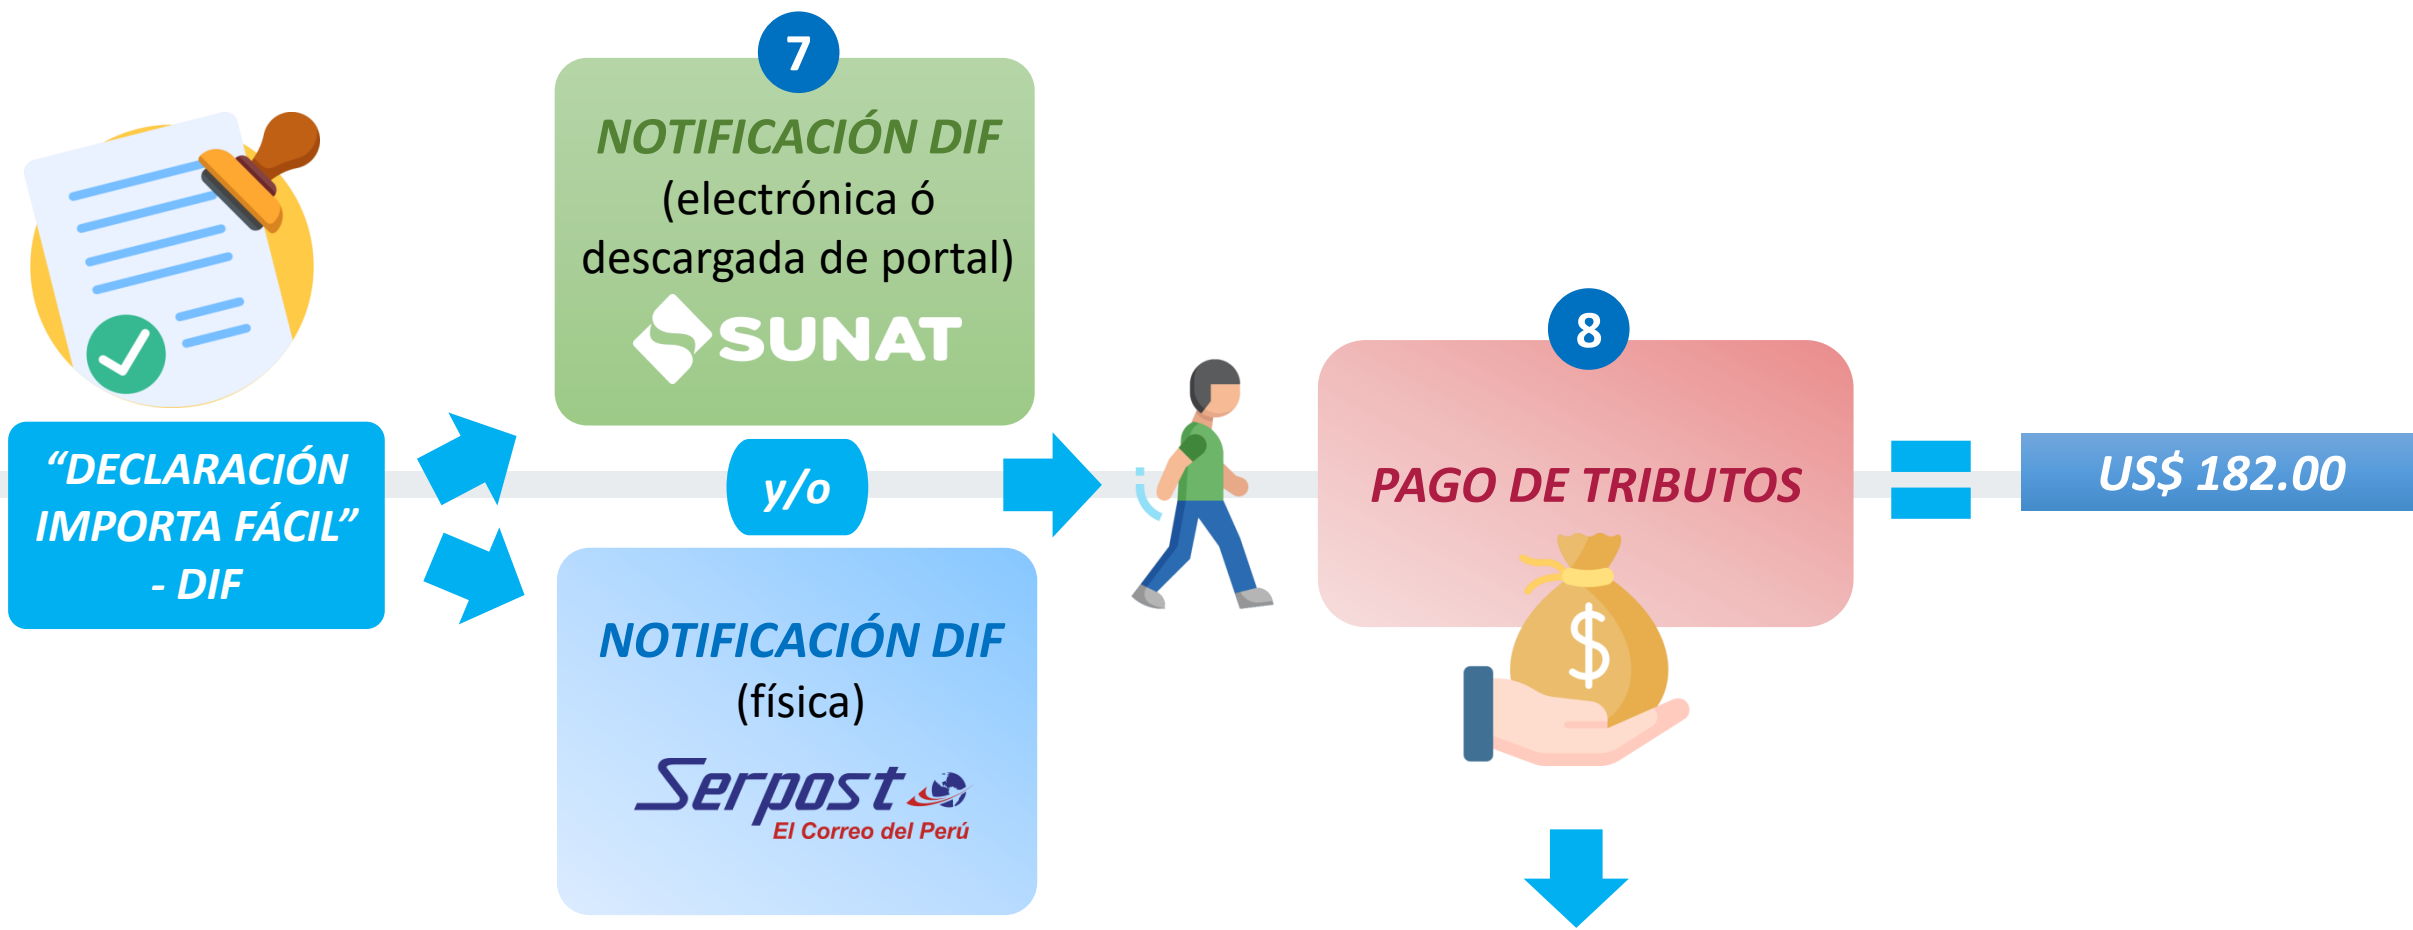 “DECLARACIÓN
IMPORTA FÁCIL”
- DIF
7
NOTIFICACIÓN DIF
(electrónica ó
descargada de portal)
SUNAT
y/o
NOTIFICACIÓN DIF
(física)
Serpost
El Correo del Perú
8
PAGO DE TRIBUTOS
$
US$ 182.00